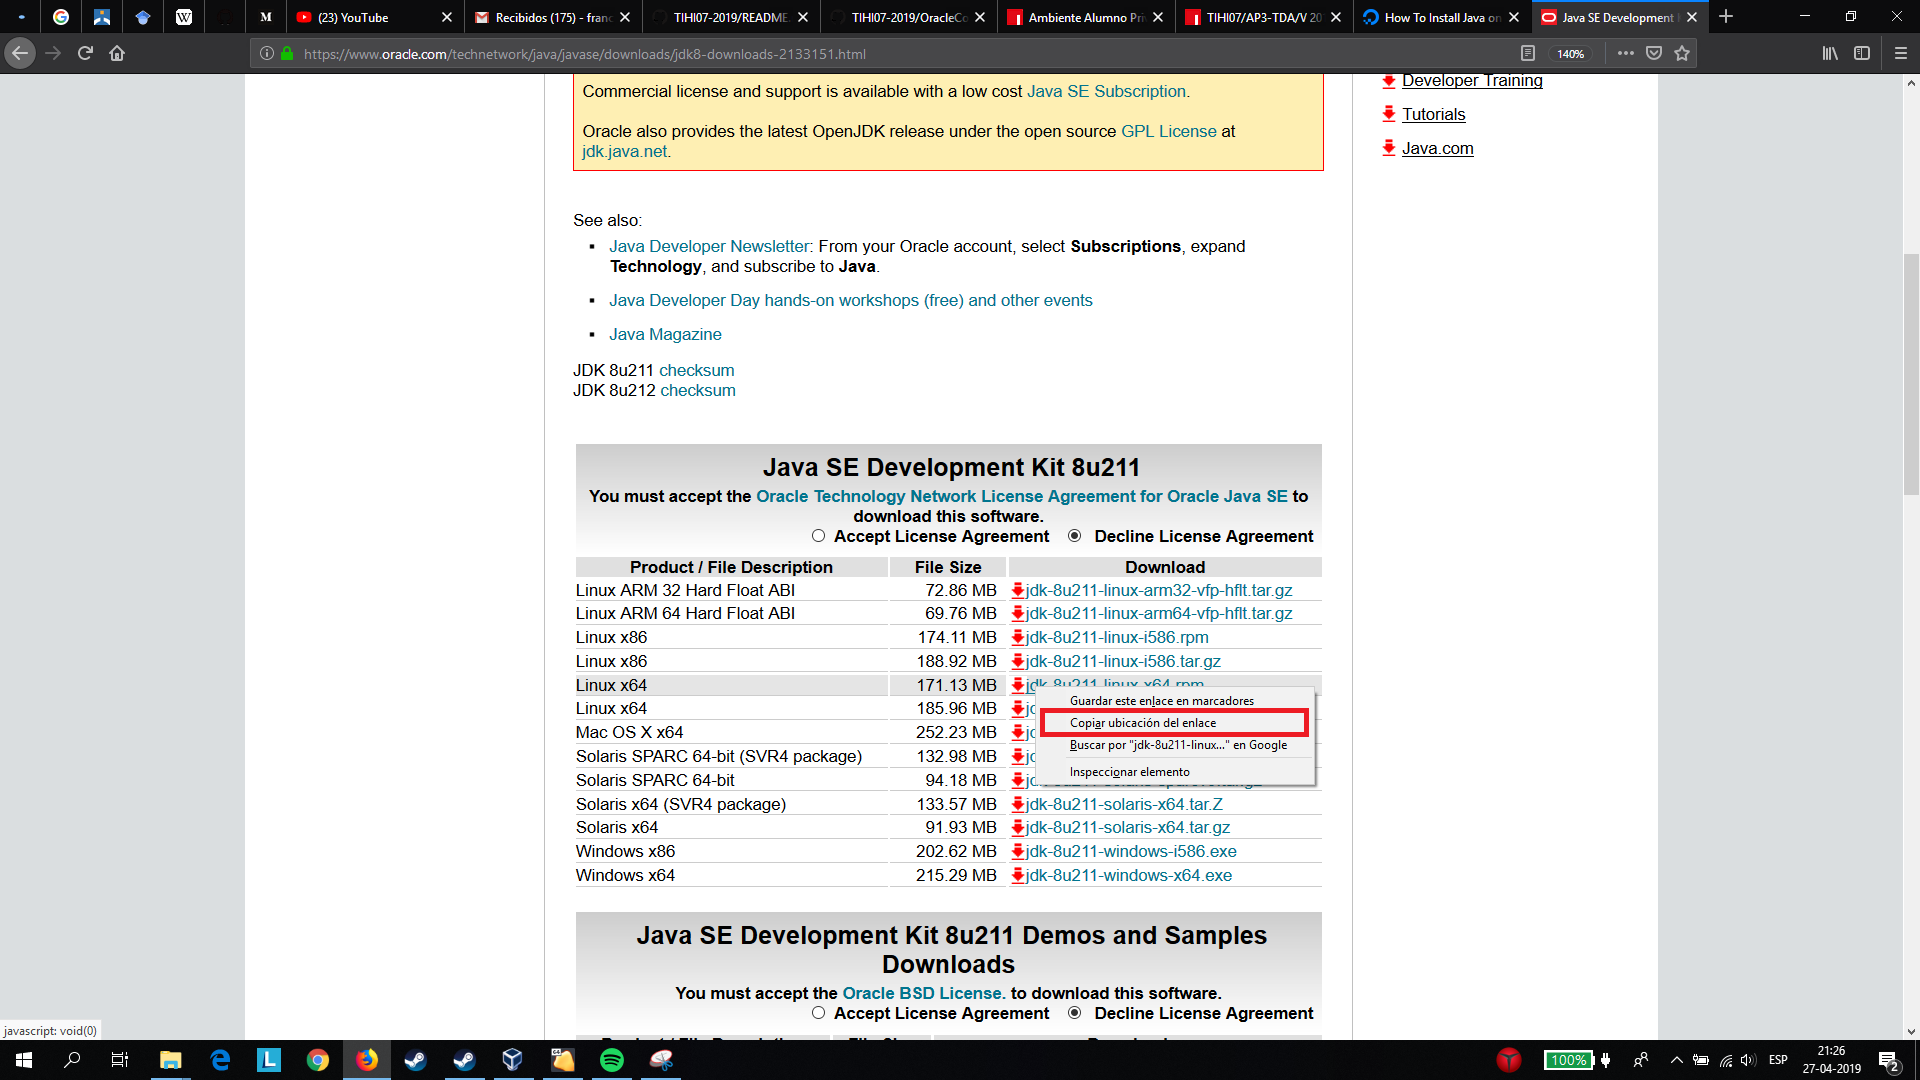 M
(23) YouTube
Recibidos (175) - franc
TIHI07-2019/README.
TIHI07-2019/OracleCo
Ambiente Alumno Pri
TIHI07/AP3-TDA/V 20
How To Install Java on
Java SE Development
https://www.oracle.com/technetwork/java/javase/downloads/jdk8-downloads-2133151.html
140%
Commercial license and support is available with a low cost Java SE Subscription.
Oracle also provides the latest OpenJDK release under the open source GPL License at
jdk.java.net.
Developer Training
Tutorials
Java.com
See also:
Java Developer Newsletter: From your Oracle account, select Subscriptions, expand
Technology, and subscribe to Java.
Java Developer Day hands-on workshops (free) and other events
Java Magazine
JDK 8u211 checksum
JDK 8u212 checksum
Java SE Development Kit 8u211
You must accept the Oracle Technology Network License Agreement for Oracle Java SE to
download this software.
Accept License Agreement Decline License Agreement
Product / File Description File Size Download
Linux ARM 32 Hard Float ABI 72.86 MB jdk-8u211-linux-arm32-vfp-hflt.tar.gz
Linux ARM 64 Hard Float ABI 69.76 MB jdk-8u211-linux-arm64-vfp-hflt.tar.gz
Linux x86 174.11 MB jdk-8u211-linux-i586.rpm
Linux x86 188.92 MB jdk-8u211-linux-i586.tar.gz
Linux x64 171.13 MB jdk-8u211-linux-x64.rpm
Linux x64 185.96 MB
Mac OS X x64 252.23 MB
Solaris SPARC 64-bit (SVR4 package) 132.98 MB
Solaris SPARC 64-bit 94.18 MB
Solaris x64 (SVR4 package) 133.57 MB jdk-8u211-solaris-x64.tar.Z
Solaris x64 91.93 MB jdk-8u211-solaris-x64.tar.gz
Windows x86 202.62 MB jdk-8u211-windows-i586.exe
Windows x64 215.29 MB jdk-8u211-windows-x64.exe
Guardar este enlace en marcadores
Copiar ubicación del enlace
Buscar por "jdk-8u211-linux..." en Google
Inspeccionar elemento
Java SE Development Kit 8u211 Demos and Samples
Downloads
You must accept the Oracle BSD License. to download this software.
Accept License Agreement Decline License Agreement
javascript: void(0)
100%
ESP
21:26
27-04-2019
2